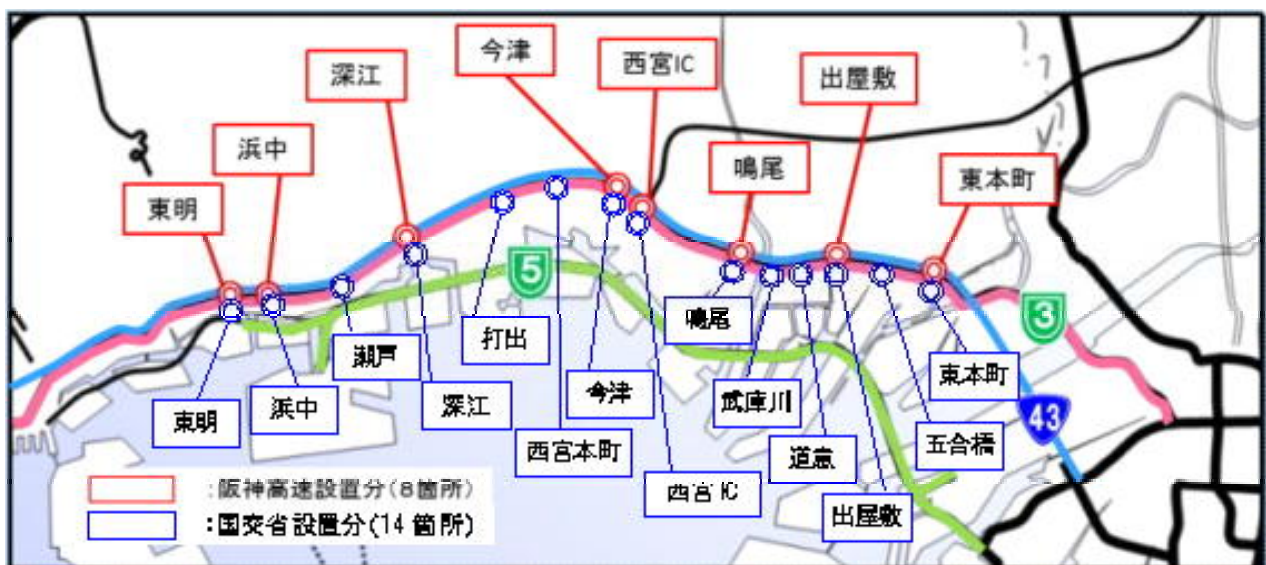 今津
西宮IC
深江
出屋敷
浜中
鳴尾
東本町
東明
5
3
鳴尾
打出
瀬戸
東本町
今津
武庫川
深江
浜中
東明
43
西宮本町
五合橋
道意
西宮IC
出屋敷
:阪神高速設置分(8箇所)
:国交省設置分(14箇所)